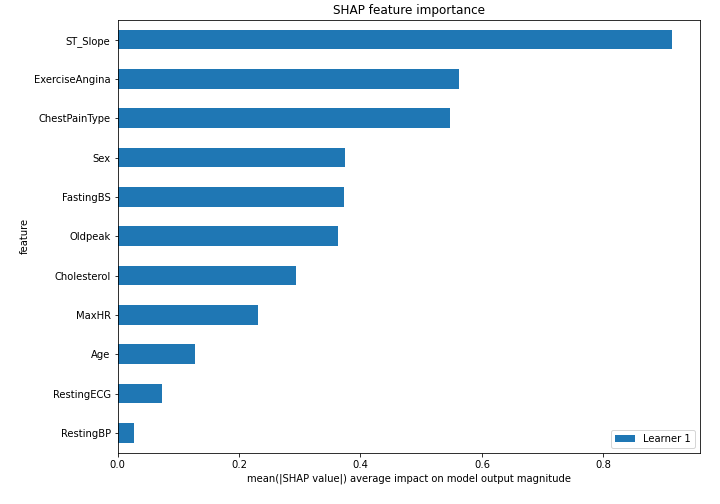 SHAP feature importance
ST_Slope
ExerciseAngina
ChestPainType
Sex
FastingBS
Oldpeak
Cholesterol
MaxHR
Age
RestingECG
RestingBP
feature
Learner 1
0.0 0.2 0.4 0.6 0.8
mean(|SHAP value|) average impact on model output magnitude